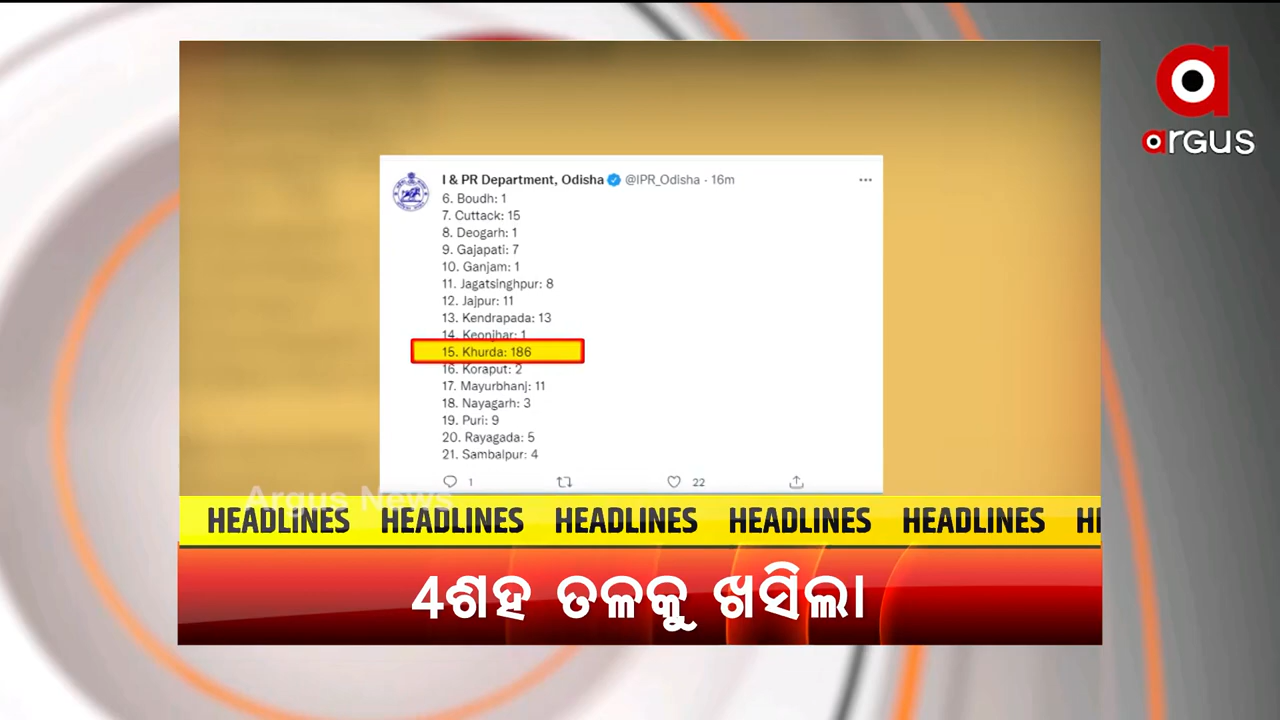 argus
I & PR Department, Odisha @IPR_Odisha · 16m
6. Boudh: 1
7. Cuttack: 15
8. Deogarh: 1
9. Gajapati: 7
10. Ganjam: 1
11. Jagatsinghpur: 8
12. Jajpur: 11
13. Kendrapada: 13
14. Keonjhar: 1
15. Khurda: 186
16. Koraput: 2
17. Mayurbhanj: 11
18. Nayagarh: 3
19. Puri: 9
20. Rayagada: 5
21. Sambalpur: 4
1 22
Argus News
HEADLINES HEADLINES HEADLINES HEADLINES HEADLINES
4ଶହ ତଳକୁ ଖସିଲା